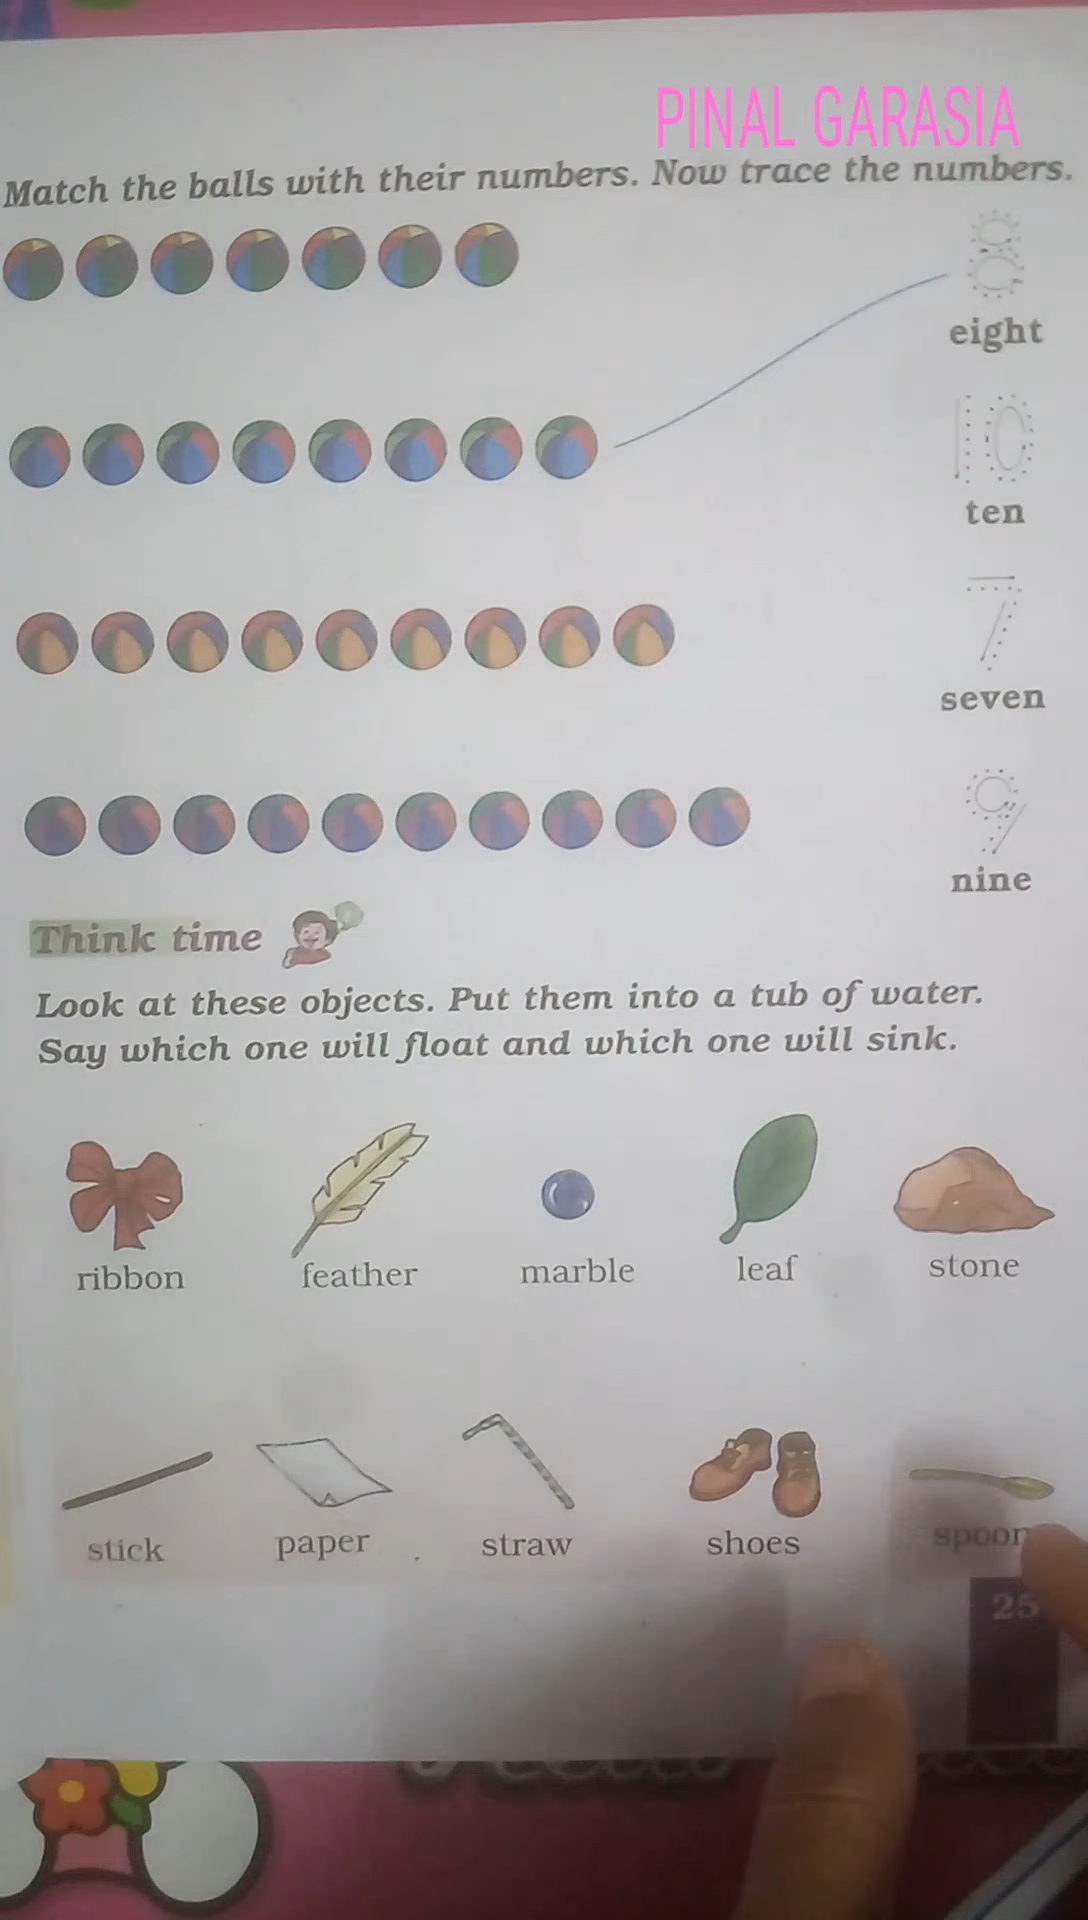 PINAL GARASIA
Match the balls with their numbers. Now trace the numbers.
8
eight
10
ten
7
seven
9
nine
Think time
Look at these objects. Put them into a tub of water.
Say which one will float and which one will sink.
ribbon feather marble leaf stone
stick paper straw shoes spoon
25